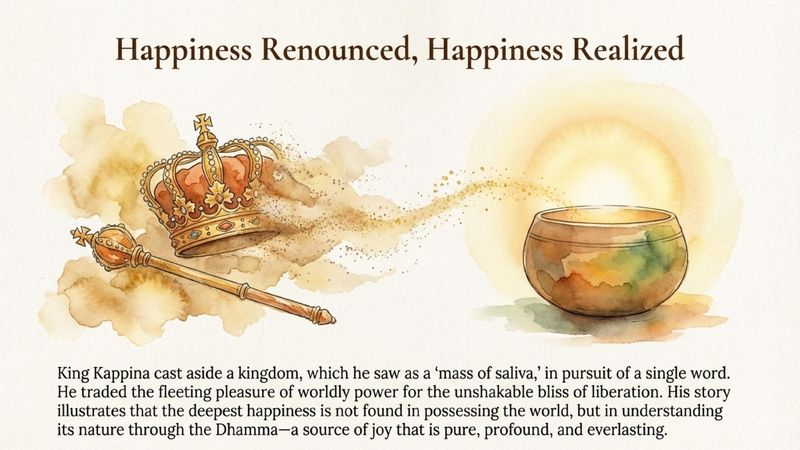 Happiness Renounced, Happiness Realized
King Kappina cast aside a kingdom, which he saw as a ‘mass of saliva,’ in pursuit of a single word.
He traded the fleeting pleasure of worldly power for the unshakable bliss of liberation. His story
illustrates that the deepest happiness is not found in possessing the world, but in understanding
its nature through the Dhamma—a source of joy that is pure, profound, and everlasting.